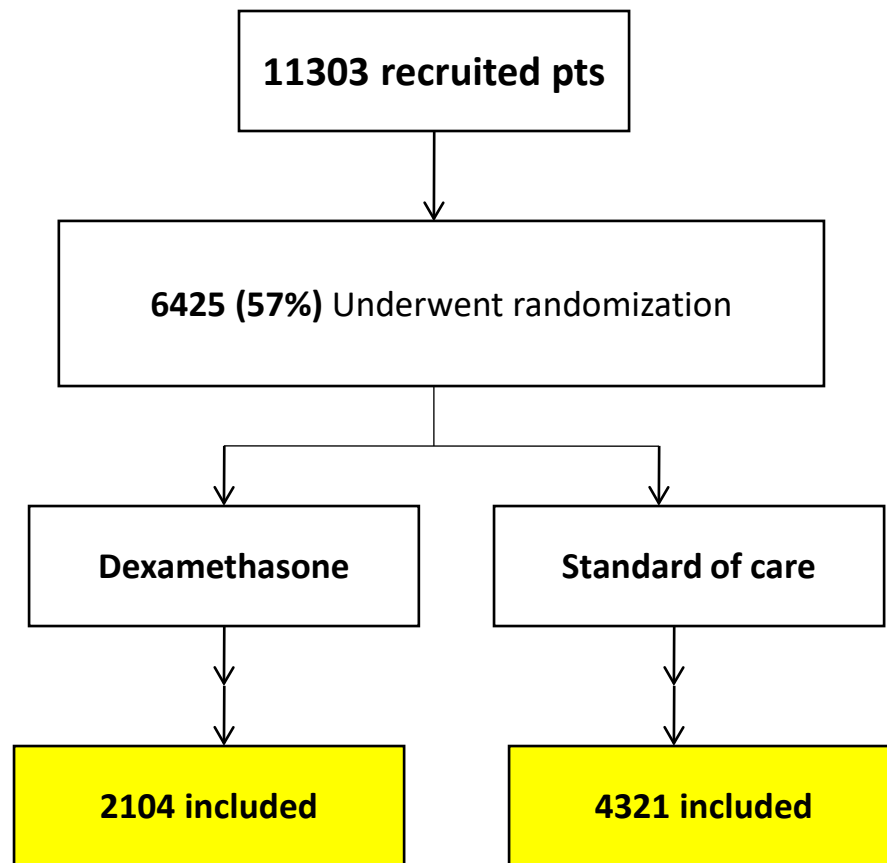 11303 recruited pts
6425 (57%) Underwent randomization
Dexamethasone
Standard of care
2104 included
4321 included